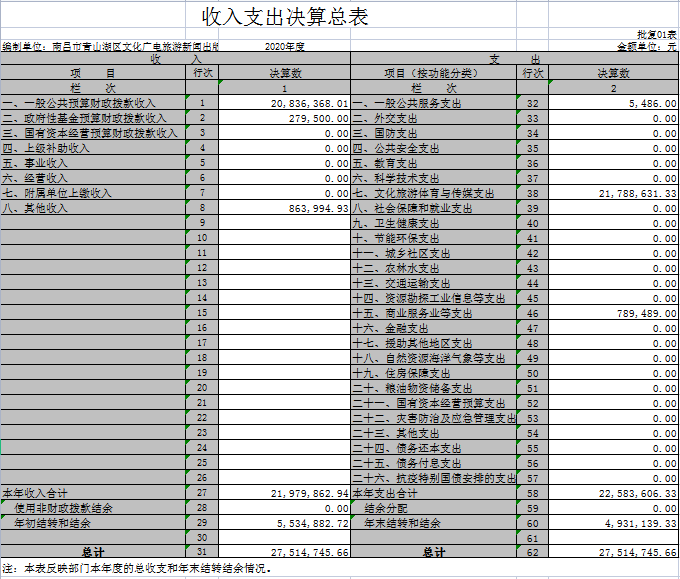 收入支出决算总表
批复01表
编制单位：南昌市青山湖区文化广电旅游新闻出版 2020年度 金额单位：元
收 入 支 出
项 目 行次 决算数 项目（按功能分类） 行次 决算数
栏 次 1 栏 次 2
一、一般公共预算财政拨款收入 1 20,836,368.01 一、一般公共服务支出 32 5,486.00
二、政府性基金预算财政拨款收入 2 279,500.00 二、外交支出 33 0.00
三、国有资本经营预算财政拨款收入 3 0.00 三、国防支出 34 0.00
四、上级补助收入 4 0.00 四、公共安全支出 35 0.00
五、事业收入 5 0.00 五、教育支出 36 0.00
六、经营收入 6 0.00 六、科学技术支出 37 0.00
七、附属单位上缴收入 7 0.00 七、文化旅游体育与传媒支出 38 21,788,631.33
八、其他收入 8 863,994.93 八、社会保障和就业支出 39 0.00
9 九、卫生健康支出 40 0.00
10 十、节能环保支出 41 0.00
11 十一、城乡社区支出 42 0.00
12 十二、农林水支出 43 0.00
13 十三、交通运输支出 44 0.00
14 十四、资源勘探工业信息等支出 45 0.00
15 十五、商业服务业等支出 46 789,489.00
16 十六、金融支出 47 0.00
17 十七、援助其他地区支出 48 0.00
18 十八、自然资源海洋气象等支出 49 0.00
19 十九、住房保障支出 50 0.00
20 二十、粮油物资储备支出 51 0.00
21 二十一、国有资本经营预算支出 52 0.00
22 二十二、灾害防治及应急管理支出 53 0.00
23 二十三、其他支出 54 0.00
24 二十四、债务还本支出 55 0.00
25 二十五、债务付息支出 56 0.00
26 二十六、抗疫特别国债安排的支出 57 0.00
本年收入合计 27 21,979,862.94 本年支出合计 58 22,583,606.33
使用非财政拨款结余 28 0.00 结余分配 59 0.00
年初结转和结余 29 5,534,882.72 年末结转和结余 60 4,931,139.33
30 61
总计 31 27,514,745.66 总计 62 27,514,745.66
注：本表反映部门本年度的总收支和年末结转结余情况。